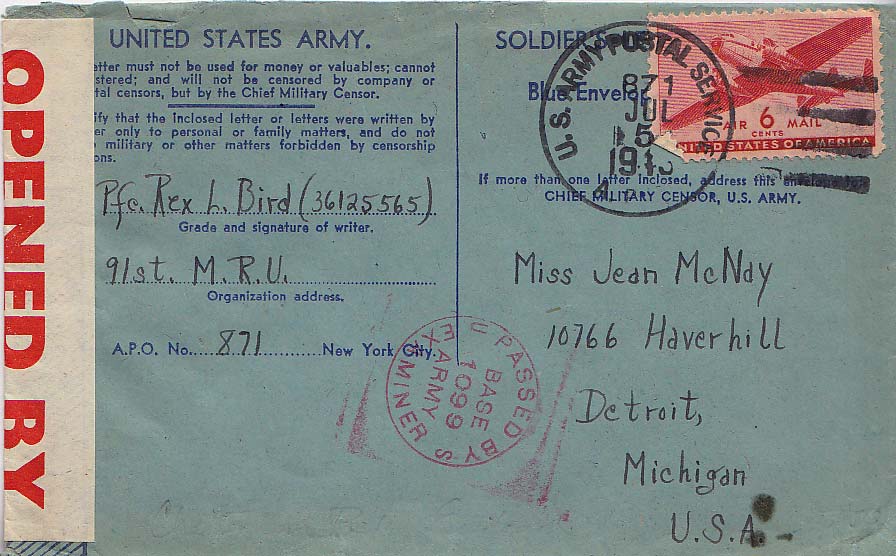 OPENED BY
UNITED STATES ARMY.
etter must not be used for money or valuables; cannot
stered; and will not be censored by company or
tal censors, but by the Chief Military Censor.
ify that the inclosed letter or letters were written by
er only to personal or family matters, and do not
military or other matters forbidden by censorship
ons.
Pfc. Rex L. Bird (36125565)
Grade and signature of writer.
91st. M.R.U.
Organization address.
A.P.O. No. 871 New York City.
SOLDIER'S
Blue Envelop
U.S. ARMY POSTAL SERVICE
871
JUL
5
A.P.
AIR 6 MAIL
CENTS
UNITED STATES OF AMERICA
If more than one letter inclosed, address this envelope to
CHIEF MILITARY CENSOR, U.S. ARMY.
Miss Jean McNay
10766 Haverhill
Detroit,
Michigan
U.S.A.
PASSED BY
U S
ARMY EXAMINER
BASE
1099